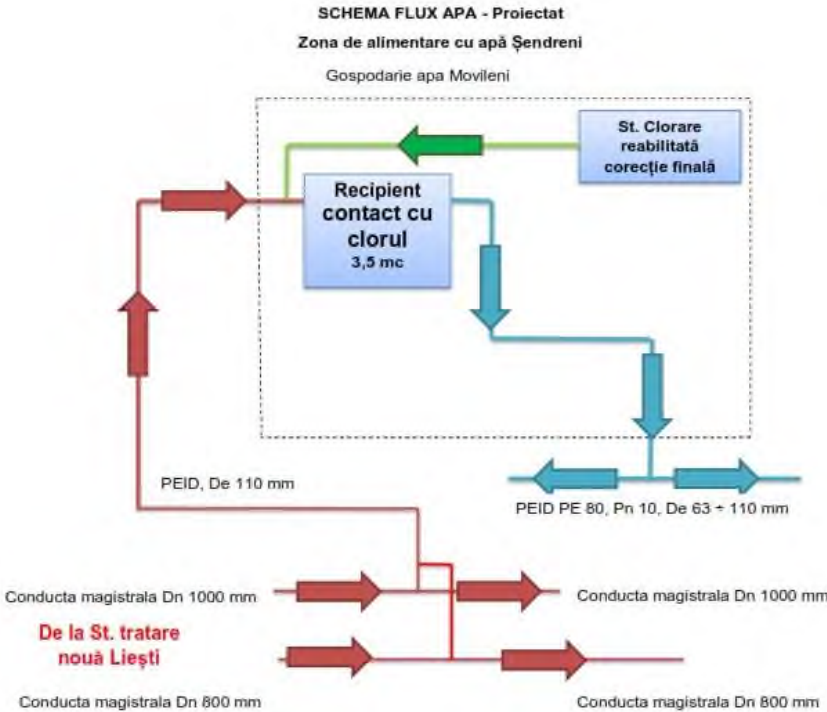 SCHEMA FLUX APA - Proiectat
Zona de alimentare cu apă Şendreni
Gospodarie apa Movileni
St. Clorare
reabilitată
corecţie finală
Recipient
contact cu
clorul
3,5 mc
PEID, De 110 mm
PEID PE 80, Pn 10, De 63 ÷ 110 mm
Conducta magistrala Dn 1000 mm
Conducta magistrala Dn 1000 mm
De la St. tratare
nouă Lieşti
Conducta magistrala Dn 800 mm
Conducta magistrala Dn 800 mm